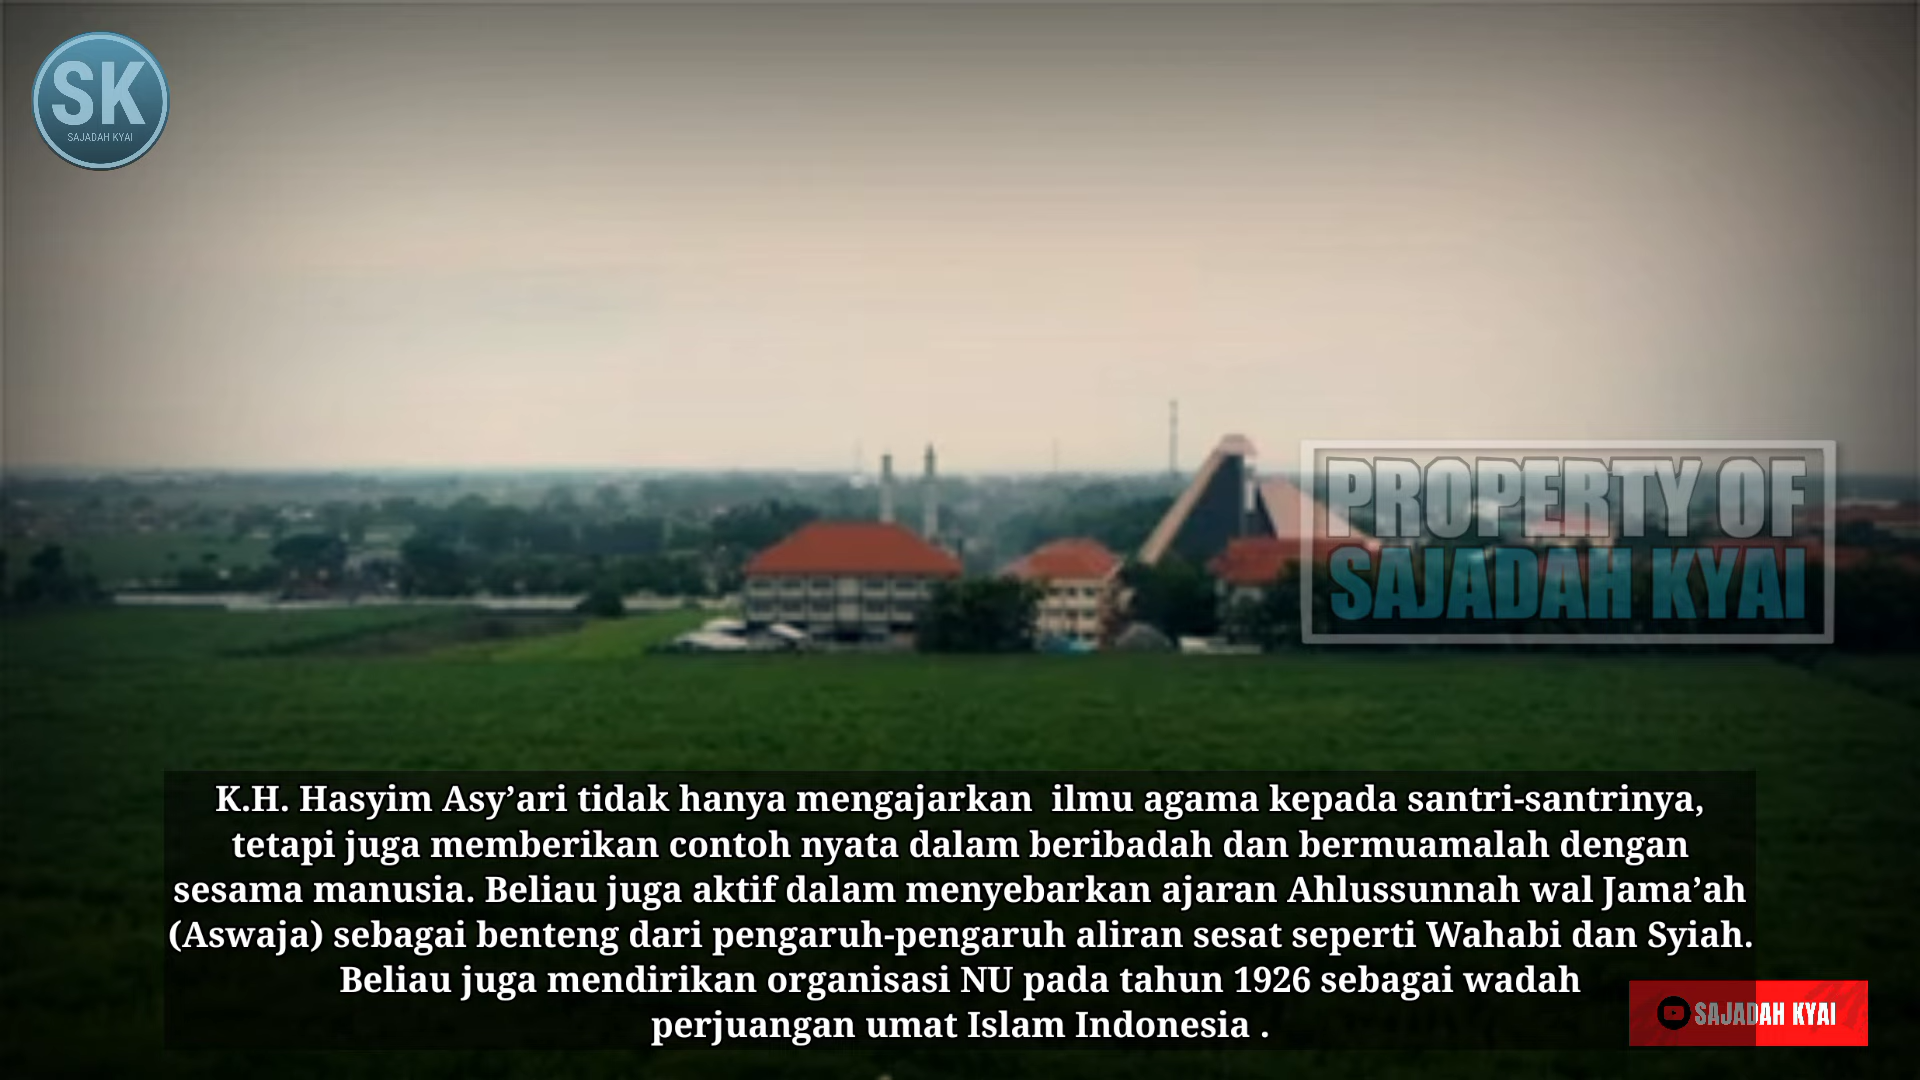 SK
SAJADAH KYAI
PROPERTY OF
SAJADAH KYAI
K.H. Hasyim Asy’ari tidak hanya mengajarkan  ilmu agama kepada santri-santrinya,
tetapi juga memberikan contoh nyata dalam beribadah dan bermuamalah dengan
sesama manusia. Beliau juga aktif dalam menyebarkan ajaran Ahlussunnah wal Jama’ah
(Aswaja) sebagai benteng dari pengaruh-pengaruh aliran sesat seperti Wahabi dan Syiah.
Beliau juga mendirikan organisasi NU pada tahun 1926 sebagai wadah
perjuangan umat Islam Indonesia .
SAJADAH KYAI